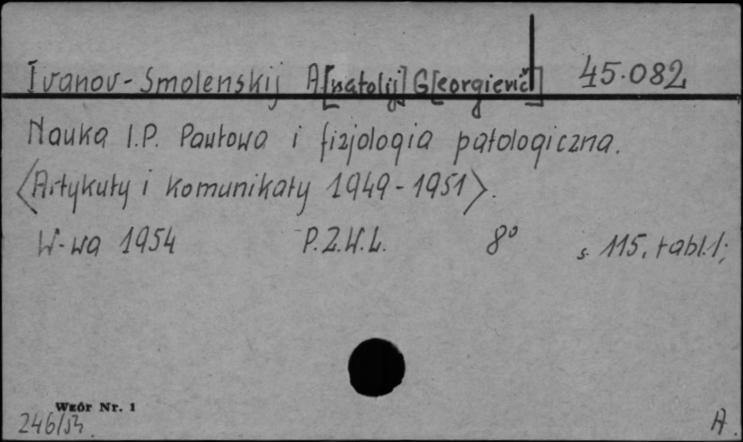 Ivanov-Smolenskij A[natolij] G[eorgievič] 45.082
Nauka I.P. Pawłowa i fizjologia patologiczna.
<Artykuły i komunikaty 1949-1951>.
W-wa 1954 P.Z.W.L. 8° s. 115, tabl. 1;
Wzór Nr. 1
246/54 A.